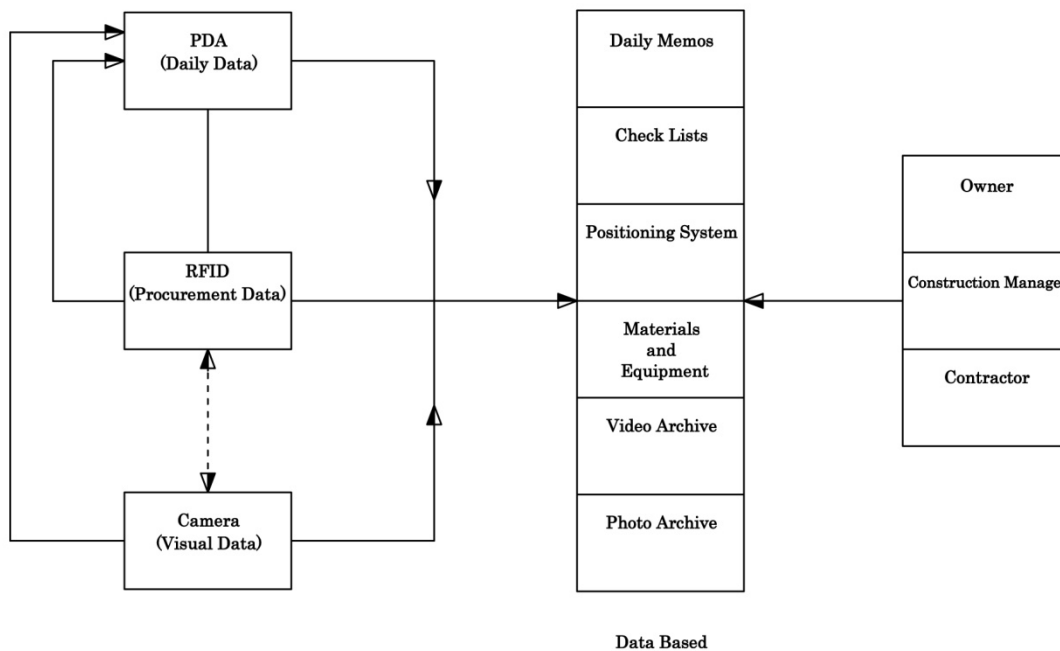 PDA
(Daily Data)
RFID
(Procurement Data)
Camera
(Visual Data)
Daily Memos
Check Lists
Positioning System
Materials
and
Equipment
Video Archive
Photo Archive
Data Based
Owner
Construction Manage
Contractor